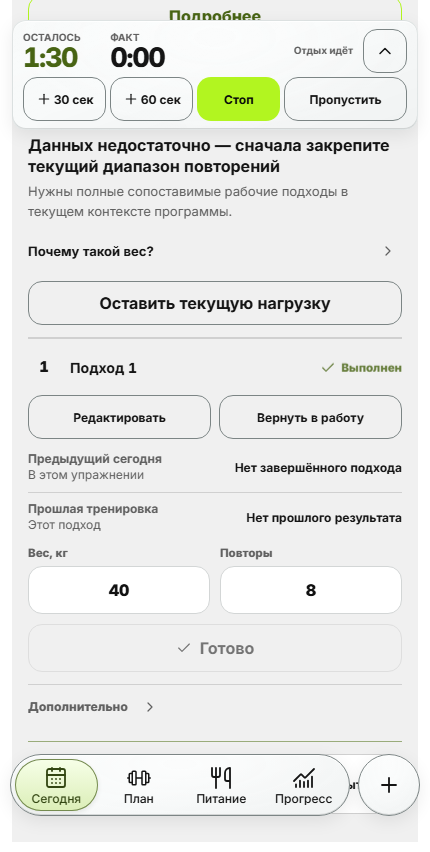 Подробнее
ОСТАЛОСЬ
1:30
ФАКТ
0:00
Отдых идёт
+ 30 сек
+ 60 сек
Стоп
Пропустить
Данных недостаточно — сначала закрепите
текущий диапазон повторений
Нужны полные сопоставимые рабочие подходы в
текущем контексте программы.
Почему такой вес?
Оставить текущую нагрузку
1 Подход 1
Выполнен
Редактировать
Вернуть в работу
Предыдущий сегодня
В этом упражнении
Нет завершённого подхода
Прошлая тренировка
Этот подход
Нет прошлого результата
Вес, кг
Повторы
40
8
Готово
Дополнительно
Сегодня
План
Питание
Прогресс